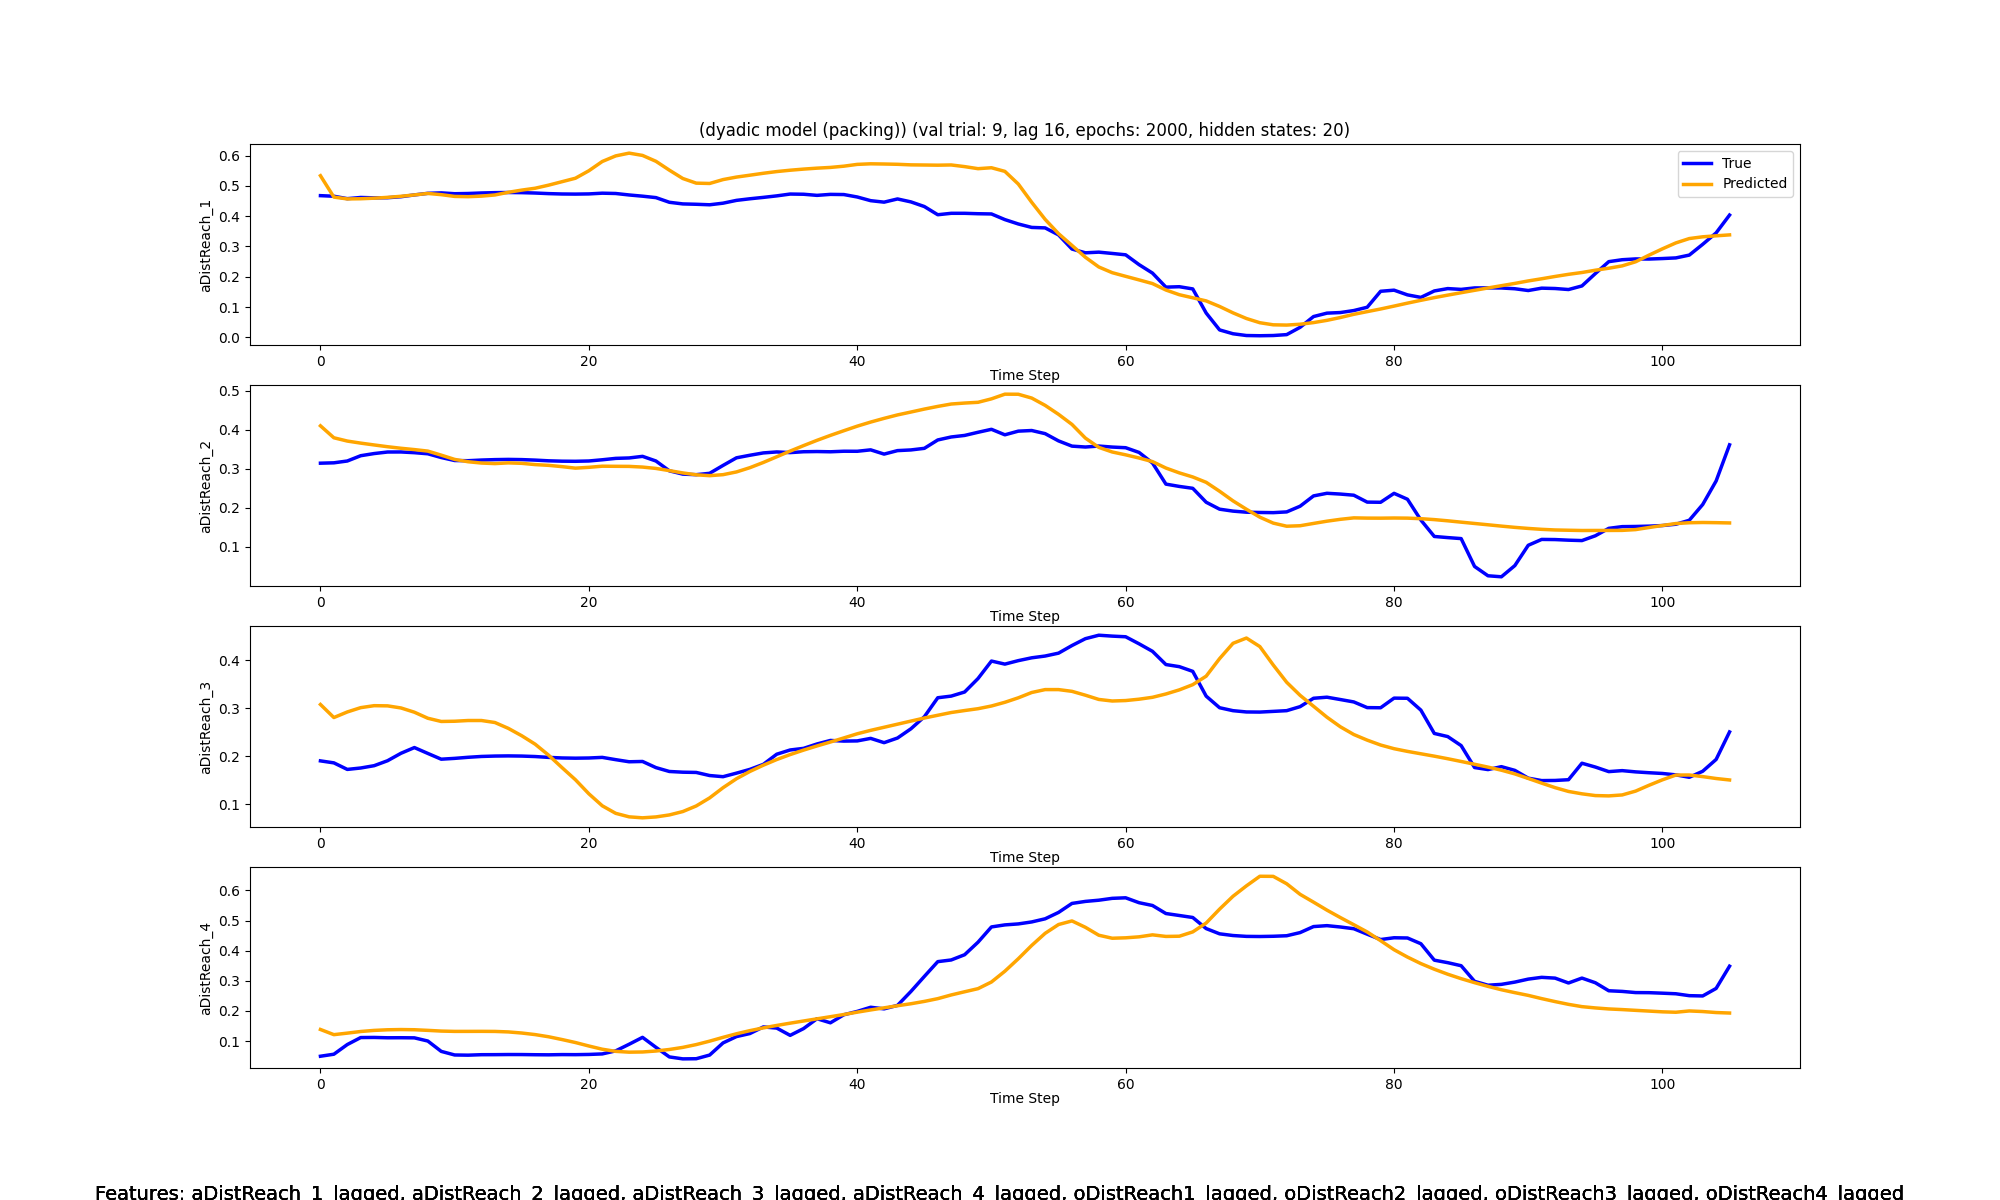 (dyadic model (packing)) (val trial: 9, lag 16, epochs: 2000, hidden states: 20)
True
Predicted
aDistReach_1
0.6
0.5
0.4
0.3
0.2
0.1
0.0
0 20 40 60 80 100
Time Step
aDistReach_2
0.5
0.4
0.3
0.2
0.1
0 20 40 60 80 100
Time Step
aDistReach_3
0.4
0.3
0.2
0.1
0 20 40 60 80 100
Time Step
aDistReach_4
0.6
0.5
0.4
0.3
0.2
0.1
0 20 40 60 80 100
Time Step
Features: aDistReach_1_lagged, aDistReach_2_lagged, aDistReach_3_lagged, aDistReach_4_lagged, oDistReach1_lagged, oDistReach2_lagged, oDistReach3_lagged, oDistReach4_lagged